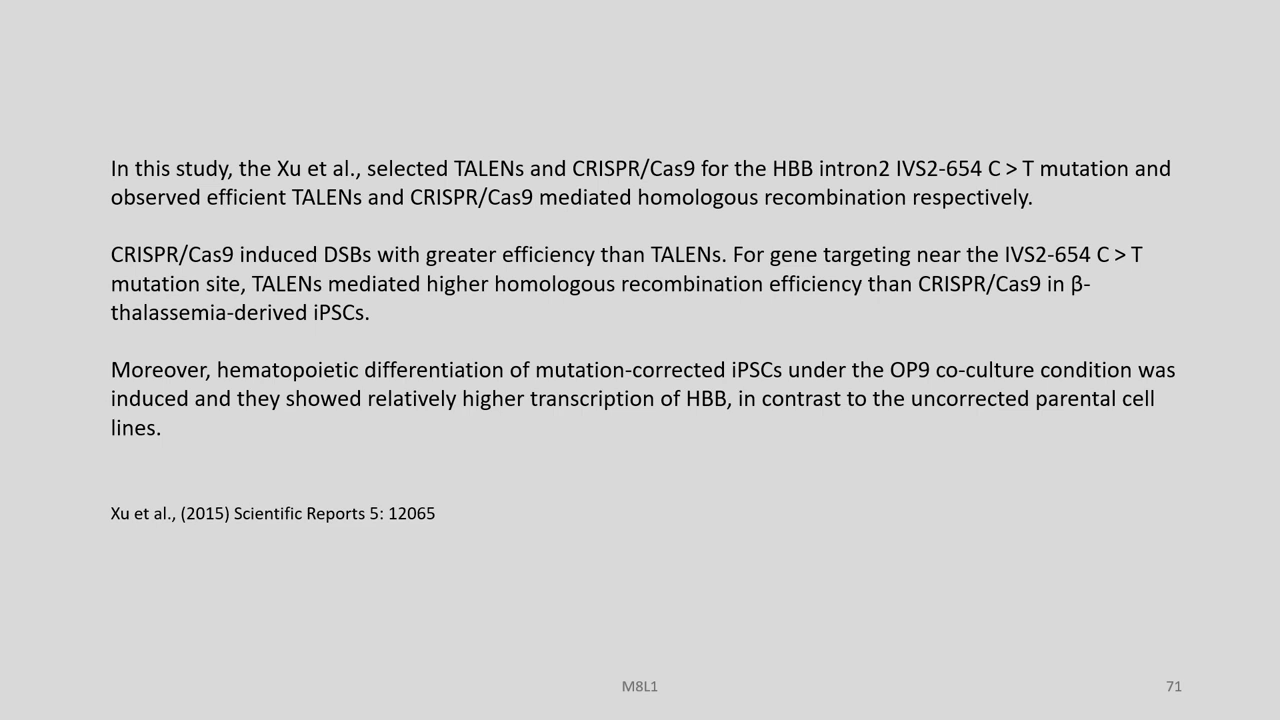 In this study, the Xu et al., selected TALENs and CRISPR/Cas9 for the HBB intron2 IVS2-654 C > T mutation and
observed efficient TALENs and CRISPR/Cas9 mediated homologous recombination respectively.
CRISPR/Cas9 induced DSBs with greater efficiency than TALENs. For gene targeting near the IVS2-654 C > T
mutation site, TALENs mediated higher homologous recombination efficiency than CRISPR/Cas9 in β-
thalassemia-derived iPSCs.
Moreover, hematopoietic differentiation of mutation-corrected iPSCs under the OP9 co-culture condition was
induced and they showed relatively higher transcription of HBB, in contrast to the uncorrected parental cell
lines.
Xu et al., (2015) Scientific Reports 5: 12065
M8L1
71